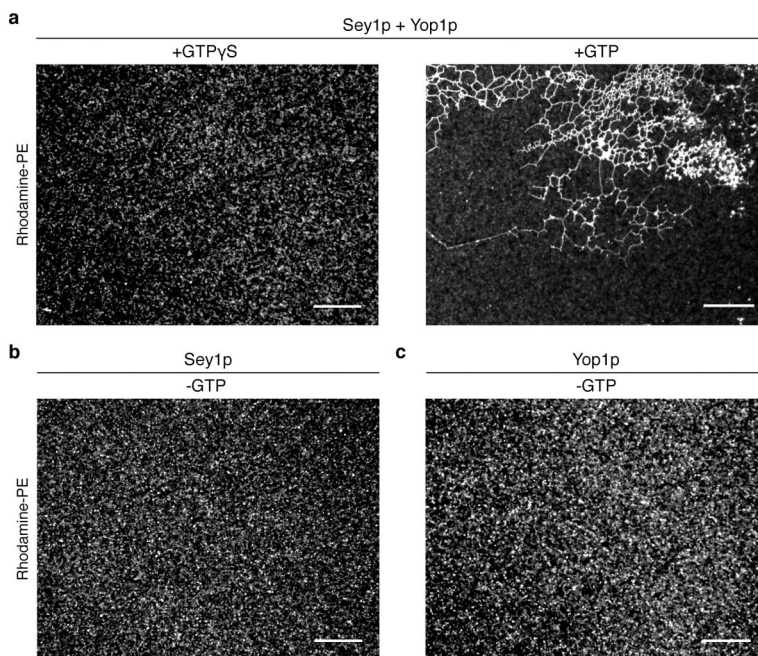 a
Sey1p + Yop1p
+GTPγS
+GTP
Rhodamine-PE
b
Sey1p
-GTP
c
Yop1p
-GTP
Rhodamine-PE